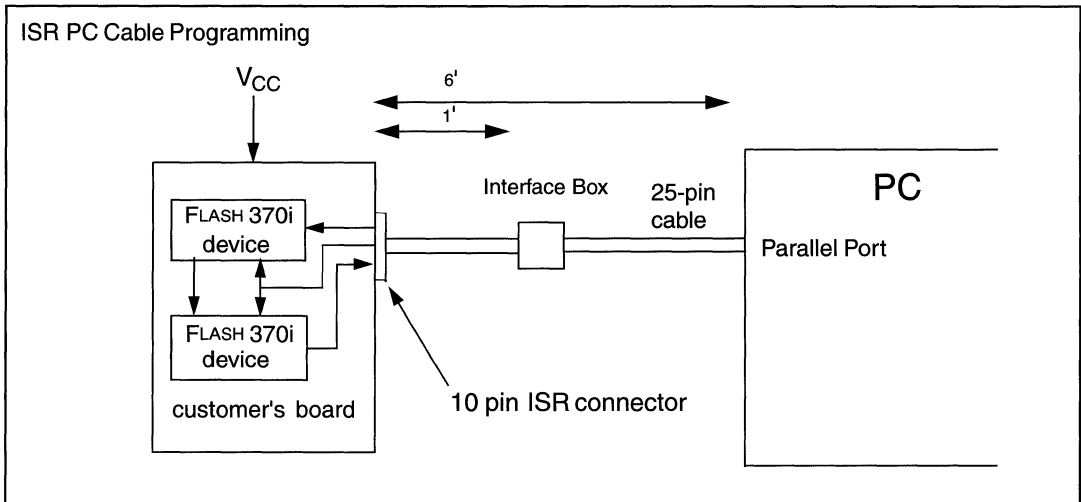 ISR PC Cable Programming
VCC
6'
1'
Interface Box
25-pin
cable
PC
Parallel Port
FLASH 370i
device
FLASH 370i
device
customer's board
10 pin ISR connector